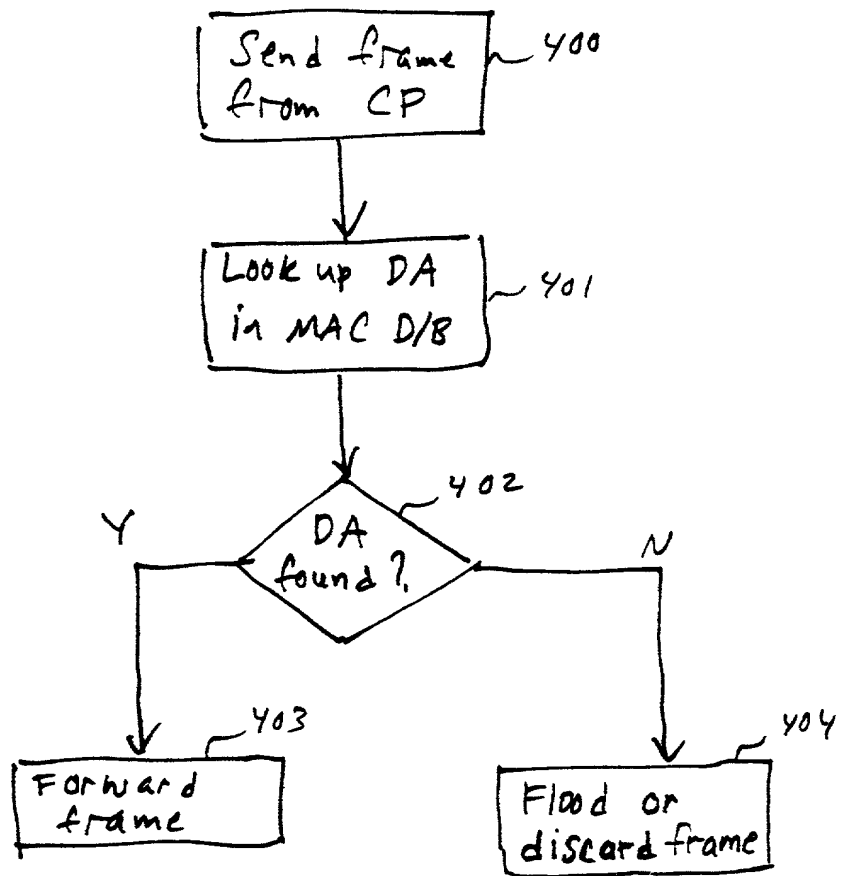 Send frame
from CP
400
Look up DA
in MAC D/B
401
402
DA
found?
Y
N
403
Forward
frame
404
Flood or
discard frame